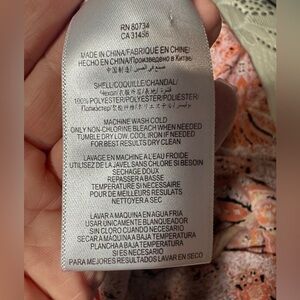 RN 80734
CA 31456
MADE IN CHINA/FABRIQUÉ EN CHINE/
HECHO EN CHINA/Произведено в Китае/
SHELL/COQUILLE/CHANDAL/
100% POLYESTER/POLYESTER/POLIÉSTER/
MACHINE WASH COLD
ONLY NON-CHLORINE BLEACH WHEN NEEDED
TUMBLE DRY LOW, COOL IRON IF NEEDED
FOR BEST RESULTS DRY CLEAN
LAVAGE EN MACHINE A LEAU FROIDE
UTILISEZ DE LA JAVEL SANS CHLORE SI BESOIN
SECHAGE DOUX
REPASSER A BASSE
TEMPERATURE SI NECESSAIRE
POUR DE MEILLEURS RESULTATS
NETTOYER A SEC
LAVAR A MAQUINA EN AGUA FRIA
USAR UNICAMENTE BLANQUEADOR
SIN CLORO CUANDO NECESARIO
SECAR A MAQUINA A BAJA TEMPERATURA
PLANCHA A BAJA TEMPERATURA
SI ES NECESARIO
PARA MEJORES RESULTADOS LAVAR EN SECO